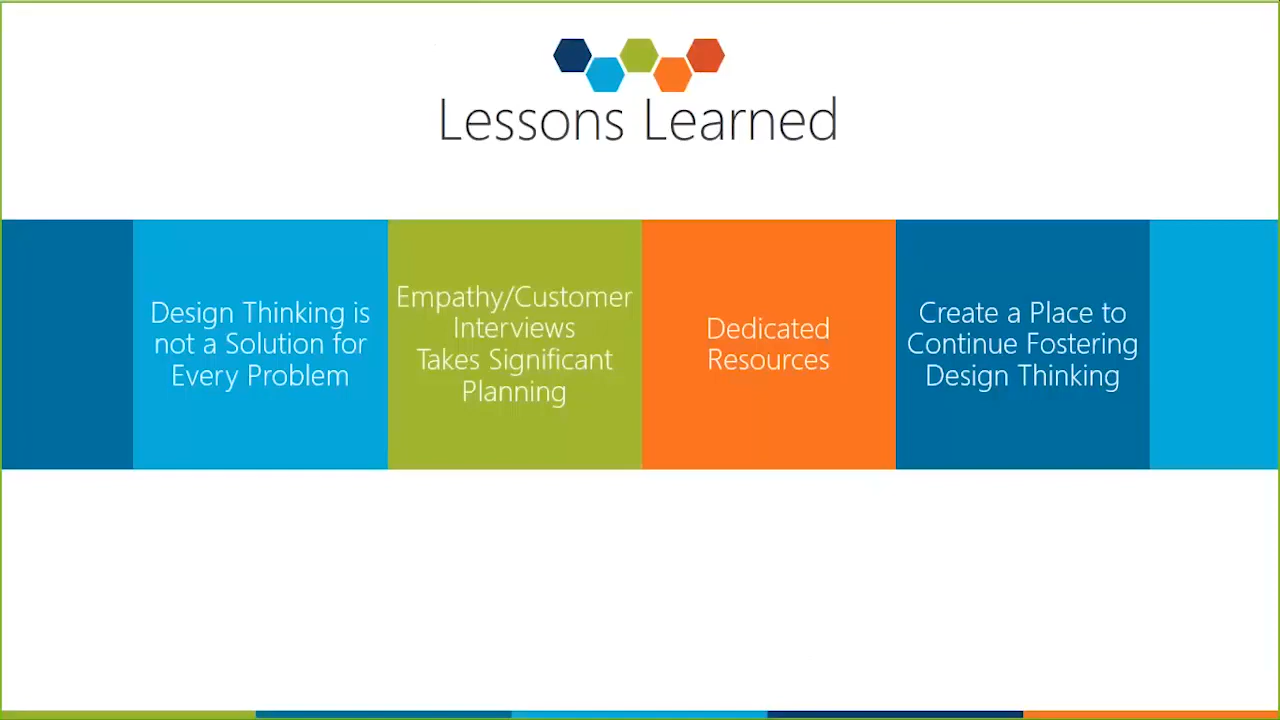 Lessons Learned
Design Thinking is
not a Solution for
Every Problem
Empathy/Customer
Interviews
Takes Significant
Planning
Dedicated
Resources
Create a Place to
Continue Fostering
Design Thinking